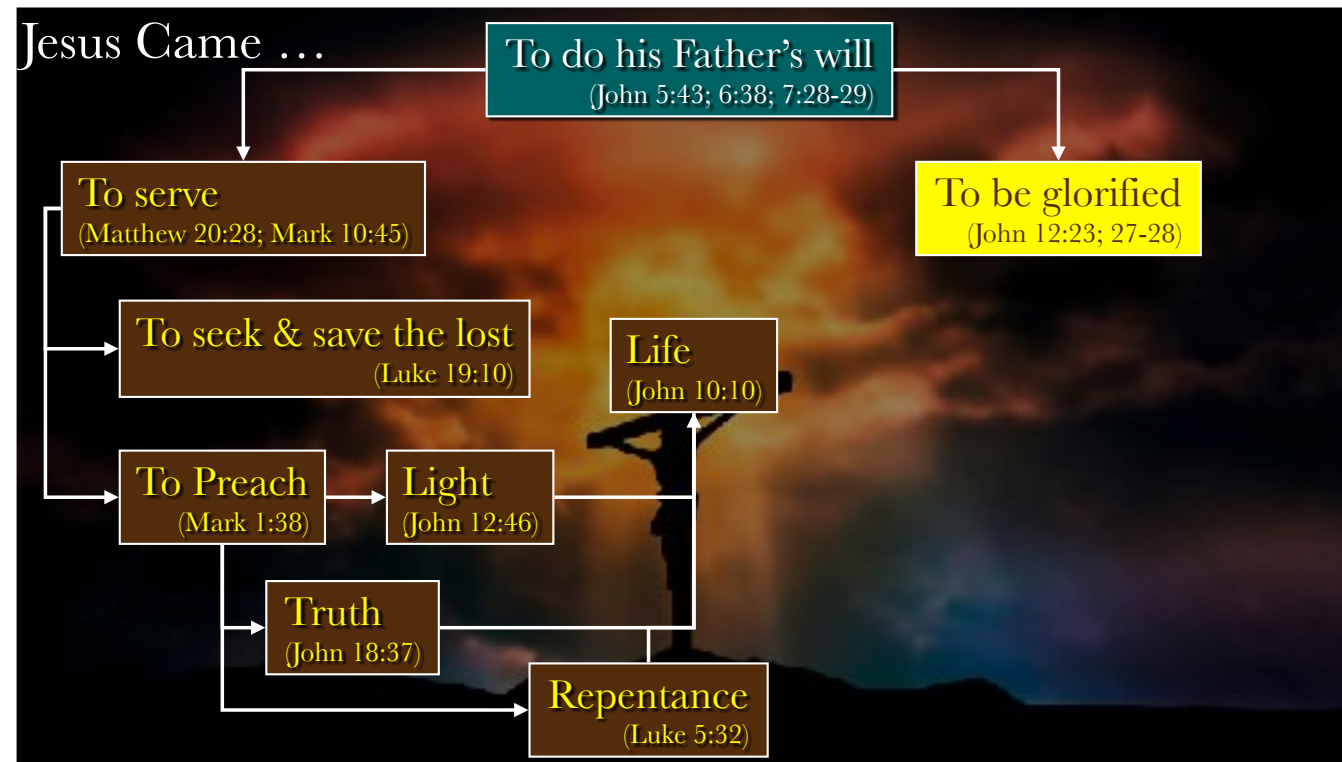 Jesus Came …
To do his Father’s will
(John 5:43; 6:38; 7:28-29)
To serve
(Matthew 20:28; Mark 10:45)
To be glorified
(John 12:23; 27-28)
To seek & save the lost
(Luke 19:10)
Life
(John 10:10)
To Preach
(Mark 1:38)
Light
(John 12:46)
Truth
(John 18:37)
Repentance
(Luke 5:32)